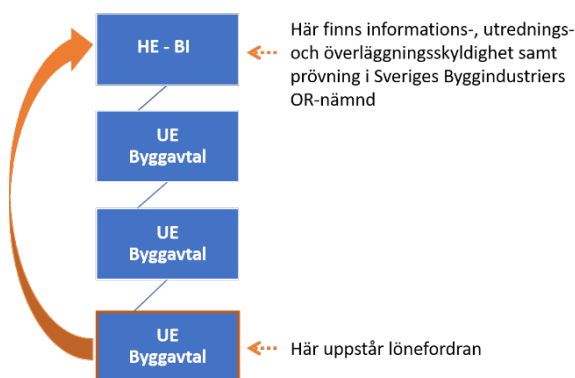 HE - BI
Här finns informations-, utrednings-
och överläggningsskyldighet samt
prövning i Sveriges Byggindustriers
OR-nämnd
UE
Byggavtal
UE
Byggavtal
UE
Byggavtal
Här uppstår lönefordran